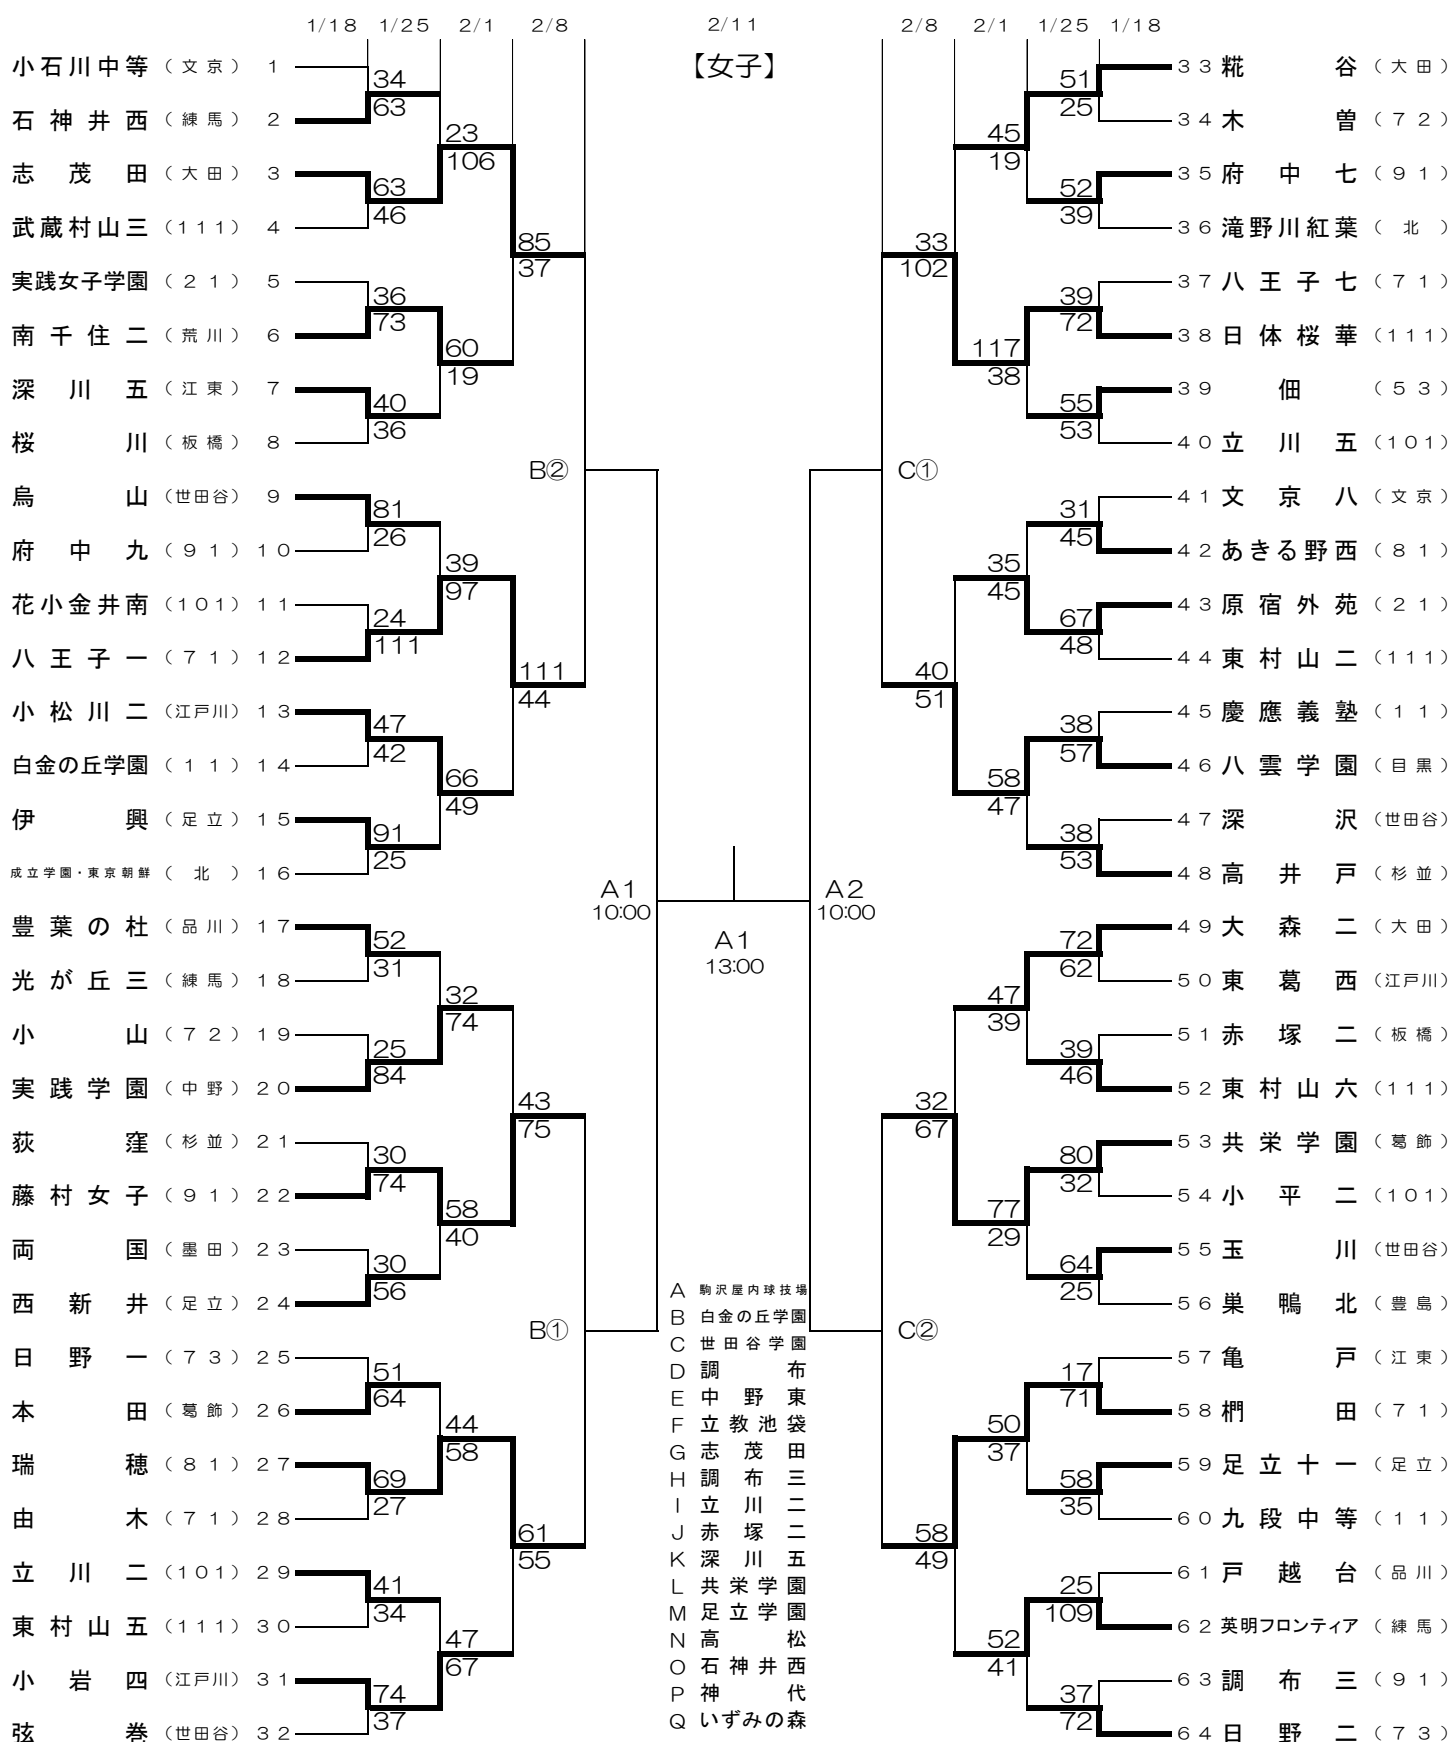 1/18 1/25 2/1 2/8 2/11 2/8 2/1 1/25 1/18
【女子】
小石川中等 （文京） 1
石神井西 （練馬） 2
志茂田 （大田） 3
武蔵村山三 （111） 4
実践女子学園 （21） 5
南千住二 （荒川） 6
深川五 （江東） 7
桜川 （板橋） 8
烏山 （世田谷） 9
府中九 （91） 10
花小金井南 （101） 11
八王子一 （71） 12
小松川二 （江戸川） 13
白金の丘学園 （11） 14
伊興 （足立） 15
成立学園・東京朝鮮 （北） 16
豊葉の杜 （品川） 17
光が丘三 （練馬） 18
小山 （72） 19
実践学園 （中野） 20
荻窪 （杉並） 21
藤村女子 （91） 22
両国 （墨田） 23
西新井 （足立） 24
日野一 （73） 25
本田 （葛飾） 26
瑞穂 （81） 27
由木 （71） 28
立川二 （101） 29
東村山五 （111） 30
小岩四 （江戸川） 31
弦巻 （世田谷） 32
34
63
63
46
36
73
40
36
81
26
24
111
47
42
91
25
52
31
25
84
30
74
30
56
51
64
69
27
41
34
74
37
23
106
60
19
39
97
66
49
32
74
58
40
44
58
47
67
85
37
111
44
43
75
61
55
B②
B①
A1
10:00
A1
13:00
A2
10:00
A 駒沢屋内球技場
B 白金の丘学園
C 世田谷学園
D 調布
E 中野東
F 立教池袋
G 志茂田
H 調布三
I 立川二
J 赤塚二
K 深川五
L 共栄学園
M 足立学園
N 高松
O 石神井西
P 神代
Q いずみの森
C①
C②
33
102
40
51
32
67
58
49
45
19
117
38
35
45
58
47
47
39
77
29
50
37
52
41
51
25
52
39
39
72
55
53
31
45
67
48
38
57
38
53
72
62
39
46
80
32
64
25
17
71
58
35
25
109
37
72
33 糀谷 （大田）
34 木曽 （72）
35 府中七 （91）
36 滝野川紅葉 （北）
37 八王子七 （71）
38 日体桜華 （111）
39 佃 （53）
40 立川五 （101）
41 文京八 （文京）
42 あきる野西 （81）
43 原宿外苑 （21）
44 東村山二 （111）
45 慶應義塾 （11）
46 八雲学園 （目黒）
47 深沢 （世田谷）
48 高井戸 （杉並）
49 大森二 （大田）
50 東葛西 （江戸川）
51 赤塚二 （板橋）
52 東村山六 （111）
53 共栄学園 （葛飾）
54 小平二 （101）
55 玉川 （世田谷）
56 巣鴨北 （豊島）
57 亀戸 （江東）
58 椚田 （71）
59 足立十一 （足立）
60 九段中等 （11）
61 戸越台 （品川）
62 英明フロンティア （練馬）
63 調布三 （91）
64 日野二 （73）